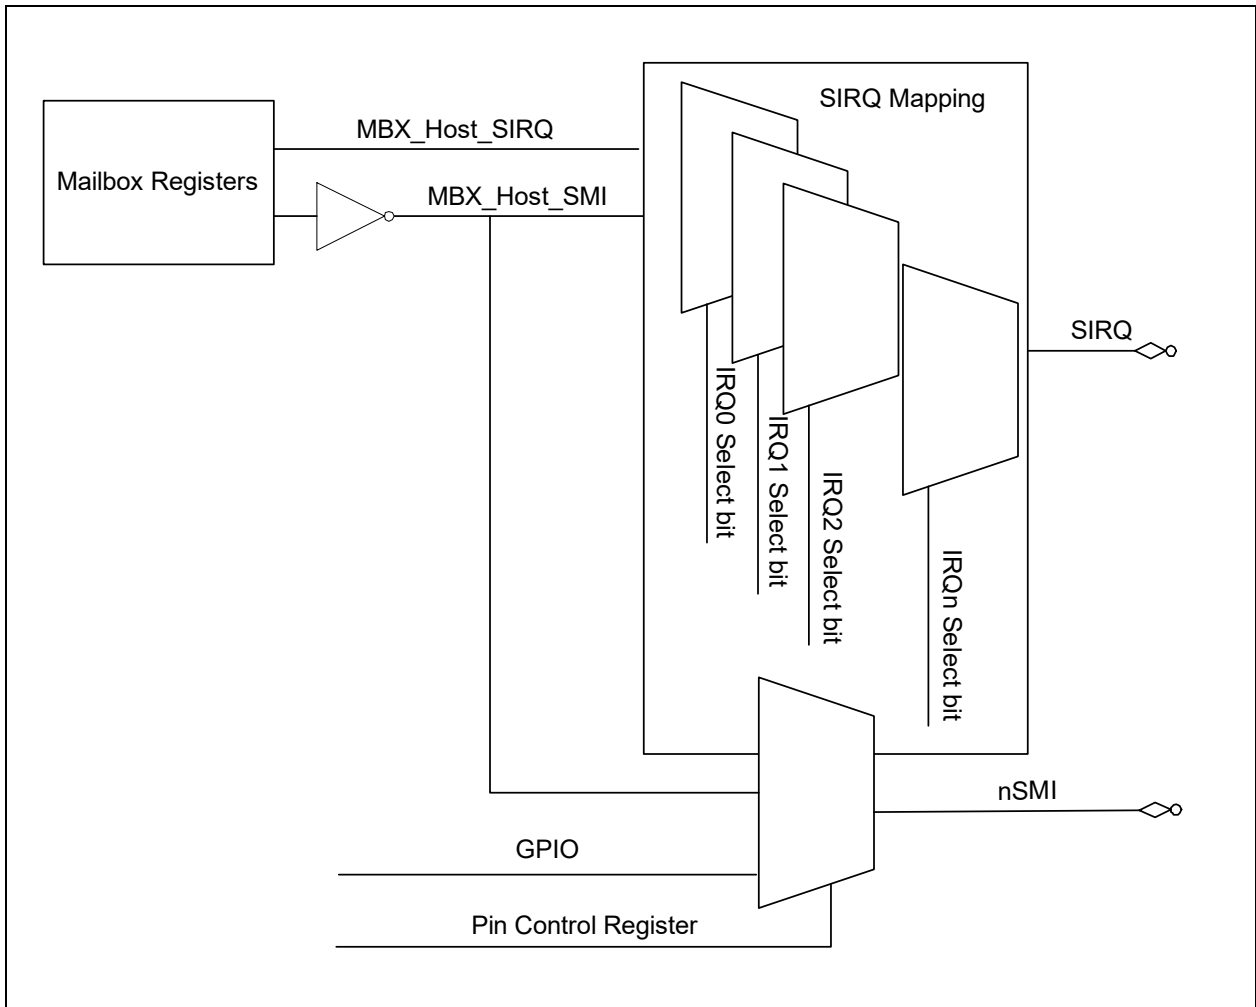 SIRQ Mapping
MBX_Host_SIRQ
Mailbox Registers
MBX_Host_SMI
SIRQ
IRQ0 Select bit
IRQ1 Select bit
IRQ2 Select bit
IRQn Select bit
nSMI
GPIO
Pin Control Register